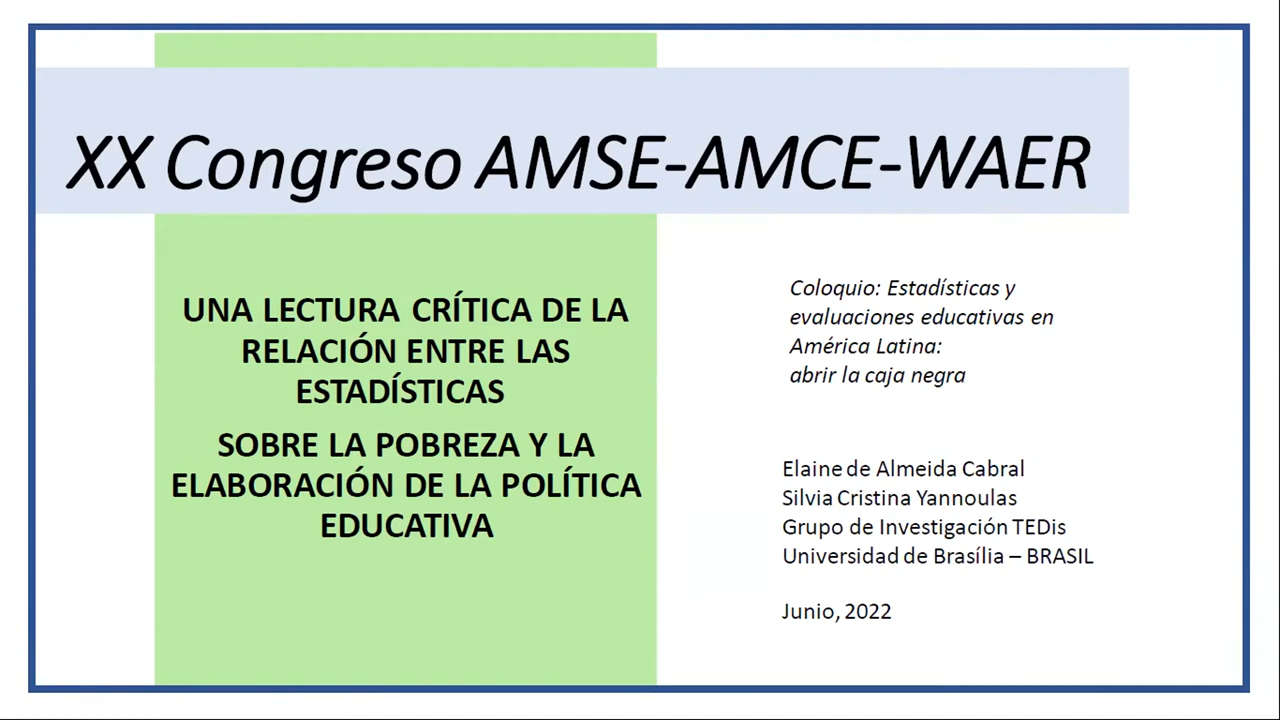 XX Congreso AMSE-AMCE-WAER
UNA LECTURA CRÍTICA DE LA
RELACIÓN ENTRE LAS
ESTADÍSTICAS
SOBRE LA POBREZA Y LA
ELABORACIÓN DE LA POLÍTICA
EDUCATIVA
Coloquio: Estadísticas y
evaluaciones educativas en
América Latina:
abrir la caja negra
Elaine de Almeida Cabral
Silvia Cristina Yannoulas
Grupo de Investigación TEDis
Universidad de Brasília – BRASIL
Junio, 2022